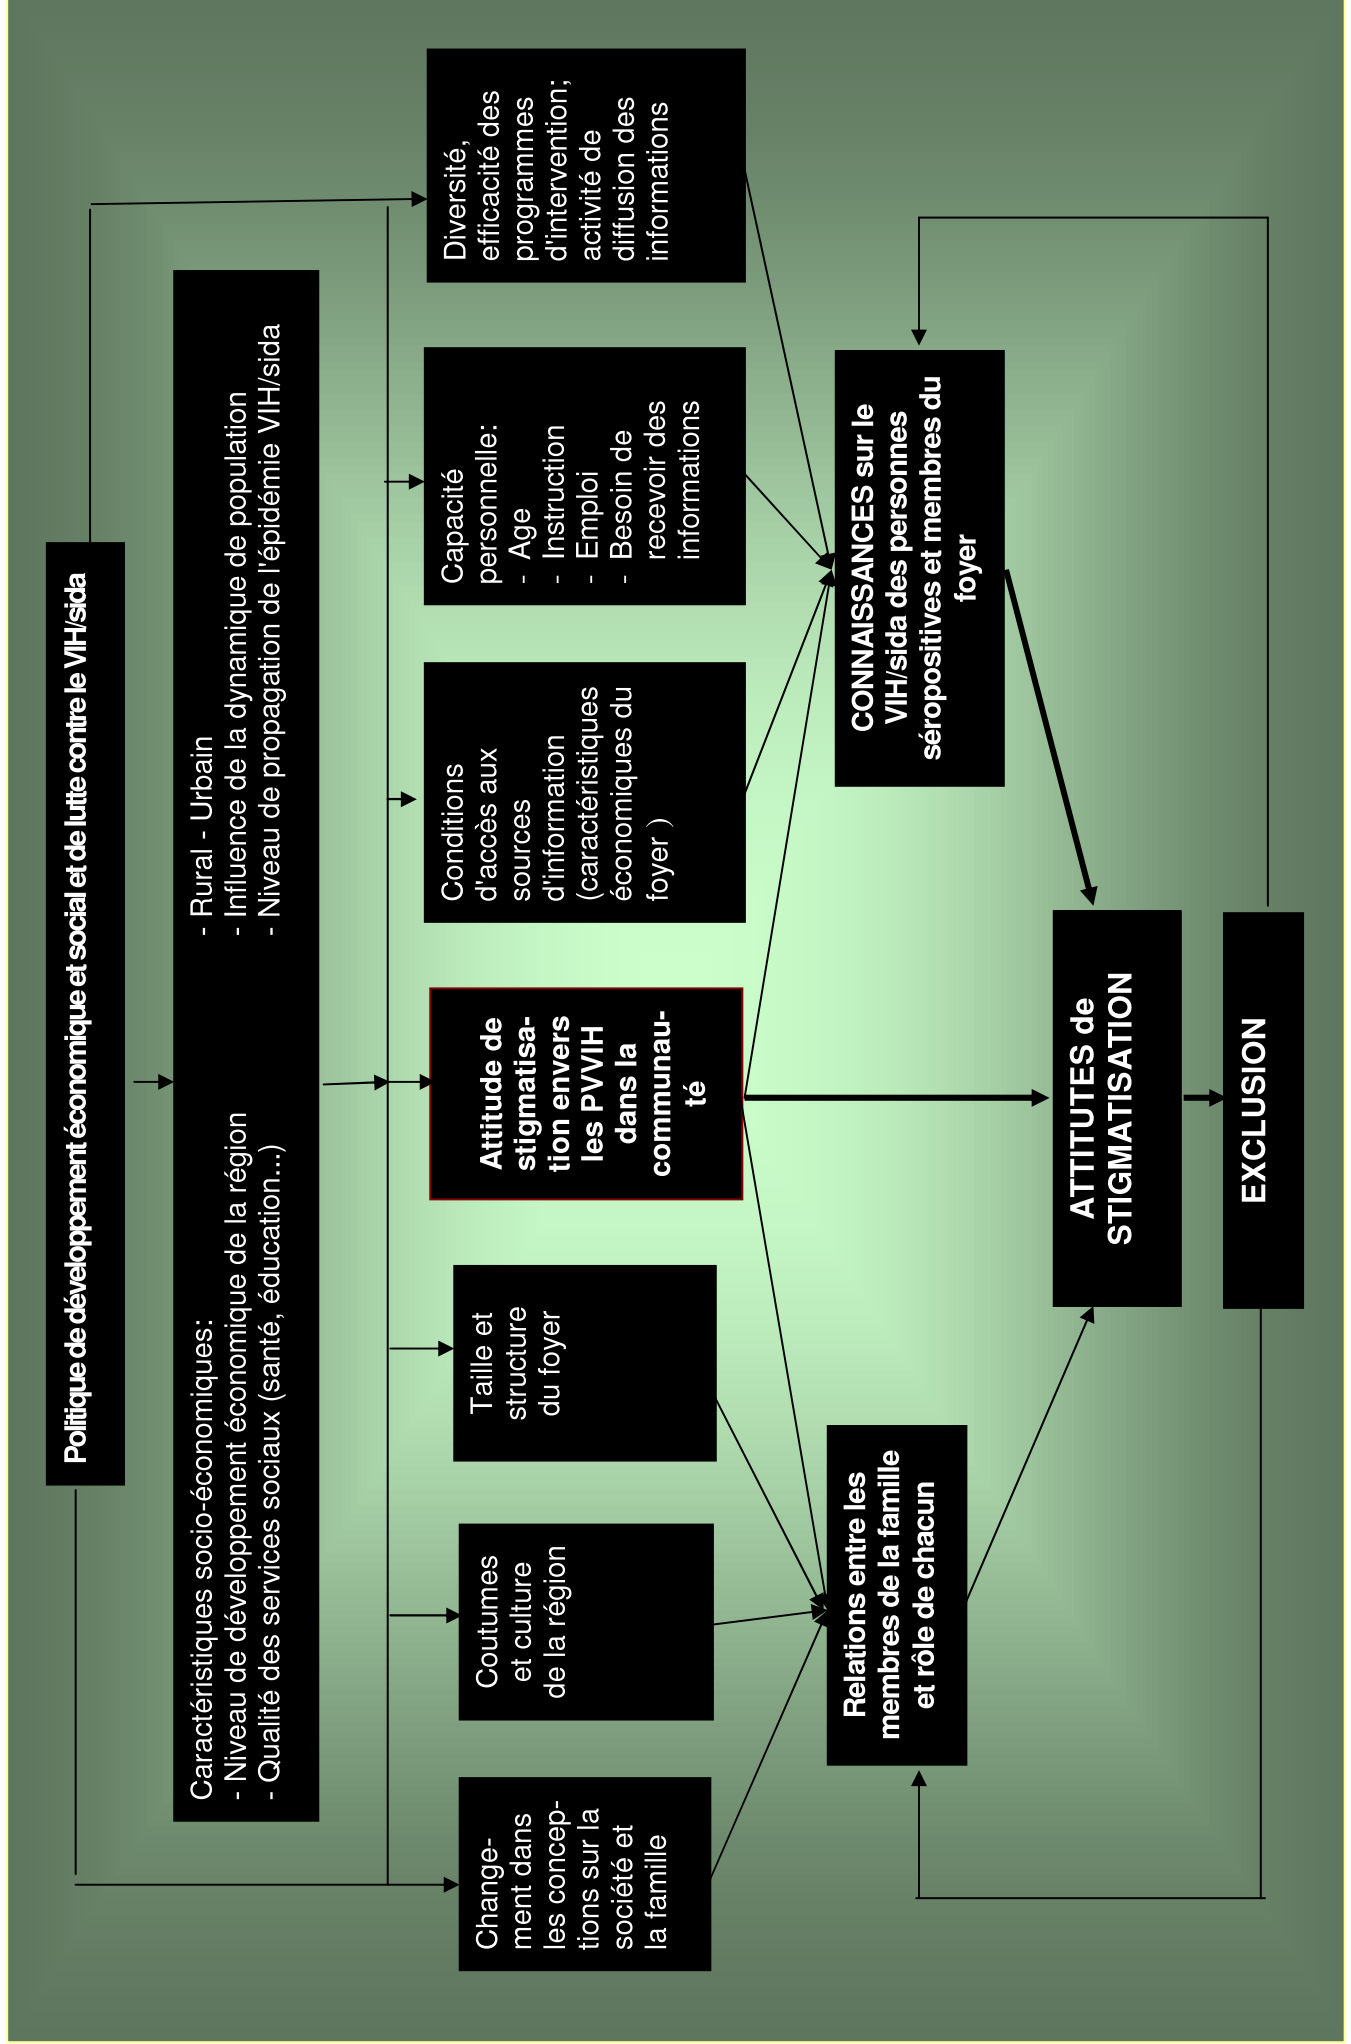 Politique de développement économique et social et de lutte contre le VIH/sida
Caractéristiques socio-économiques:
- Niveau de développement économique de la région
- Qualité des services sociaux (santé, éducation...)
- Rural - Urbain
- Influence de la dynamique de population
- Niveau de propagation de l'épidémie VIH/sida
Change-
ment dans
les concep-
tions sur la
société et
la famille
Coutumes
et culture
de la région
Taille et
structure
du foyer
Attitude de
stigmatisa-
tion envers
les PVVIH
dans la
communau-
té
Conditions
d'accès aux
sources
d'information
(caractéristiques
économiques du
foyer )
Capacité
personnelle:
- Age
- Instruction
- Emploi
- Besoin de
recevoir des
informations
Diversité,
efficacité des
programmes
d'intervention;
activité de
diffusion des
informations
Relations entre les
membres de la famille
et rôle de chacun
CONNAISSANCES sur le
VIH/sida des personnes
séropositives et membres du
foyer
ATTITUTES de
STIGMATISATION
EXCLUSION